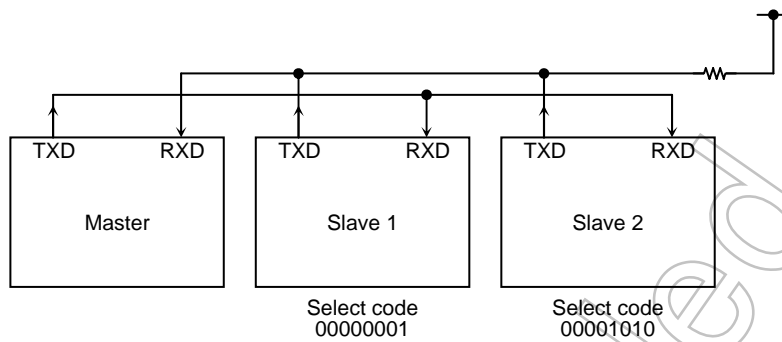 TXD RXD TXD RXD TXD RXD
Master Slave 1 Slave 2
Select code Select code
00000001 00001010